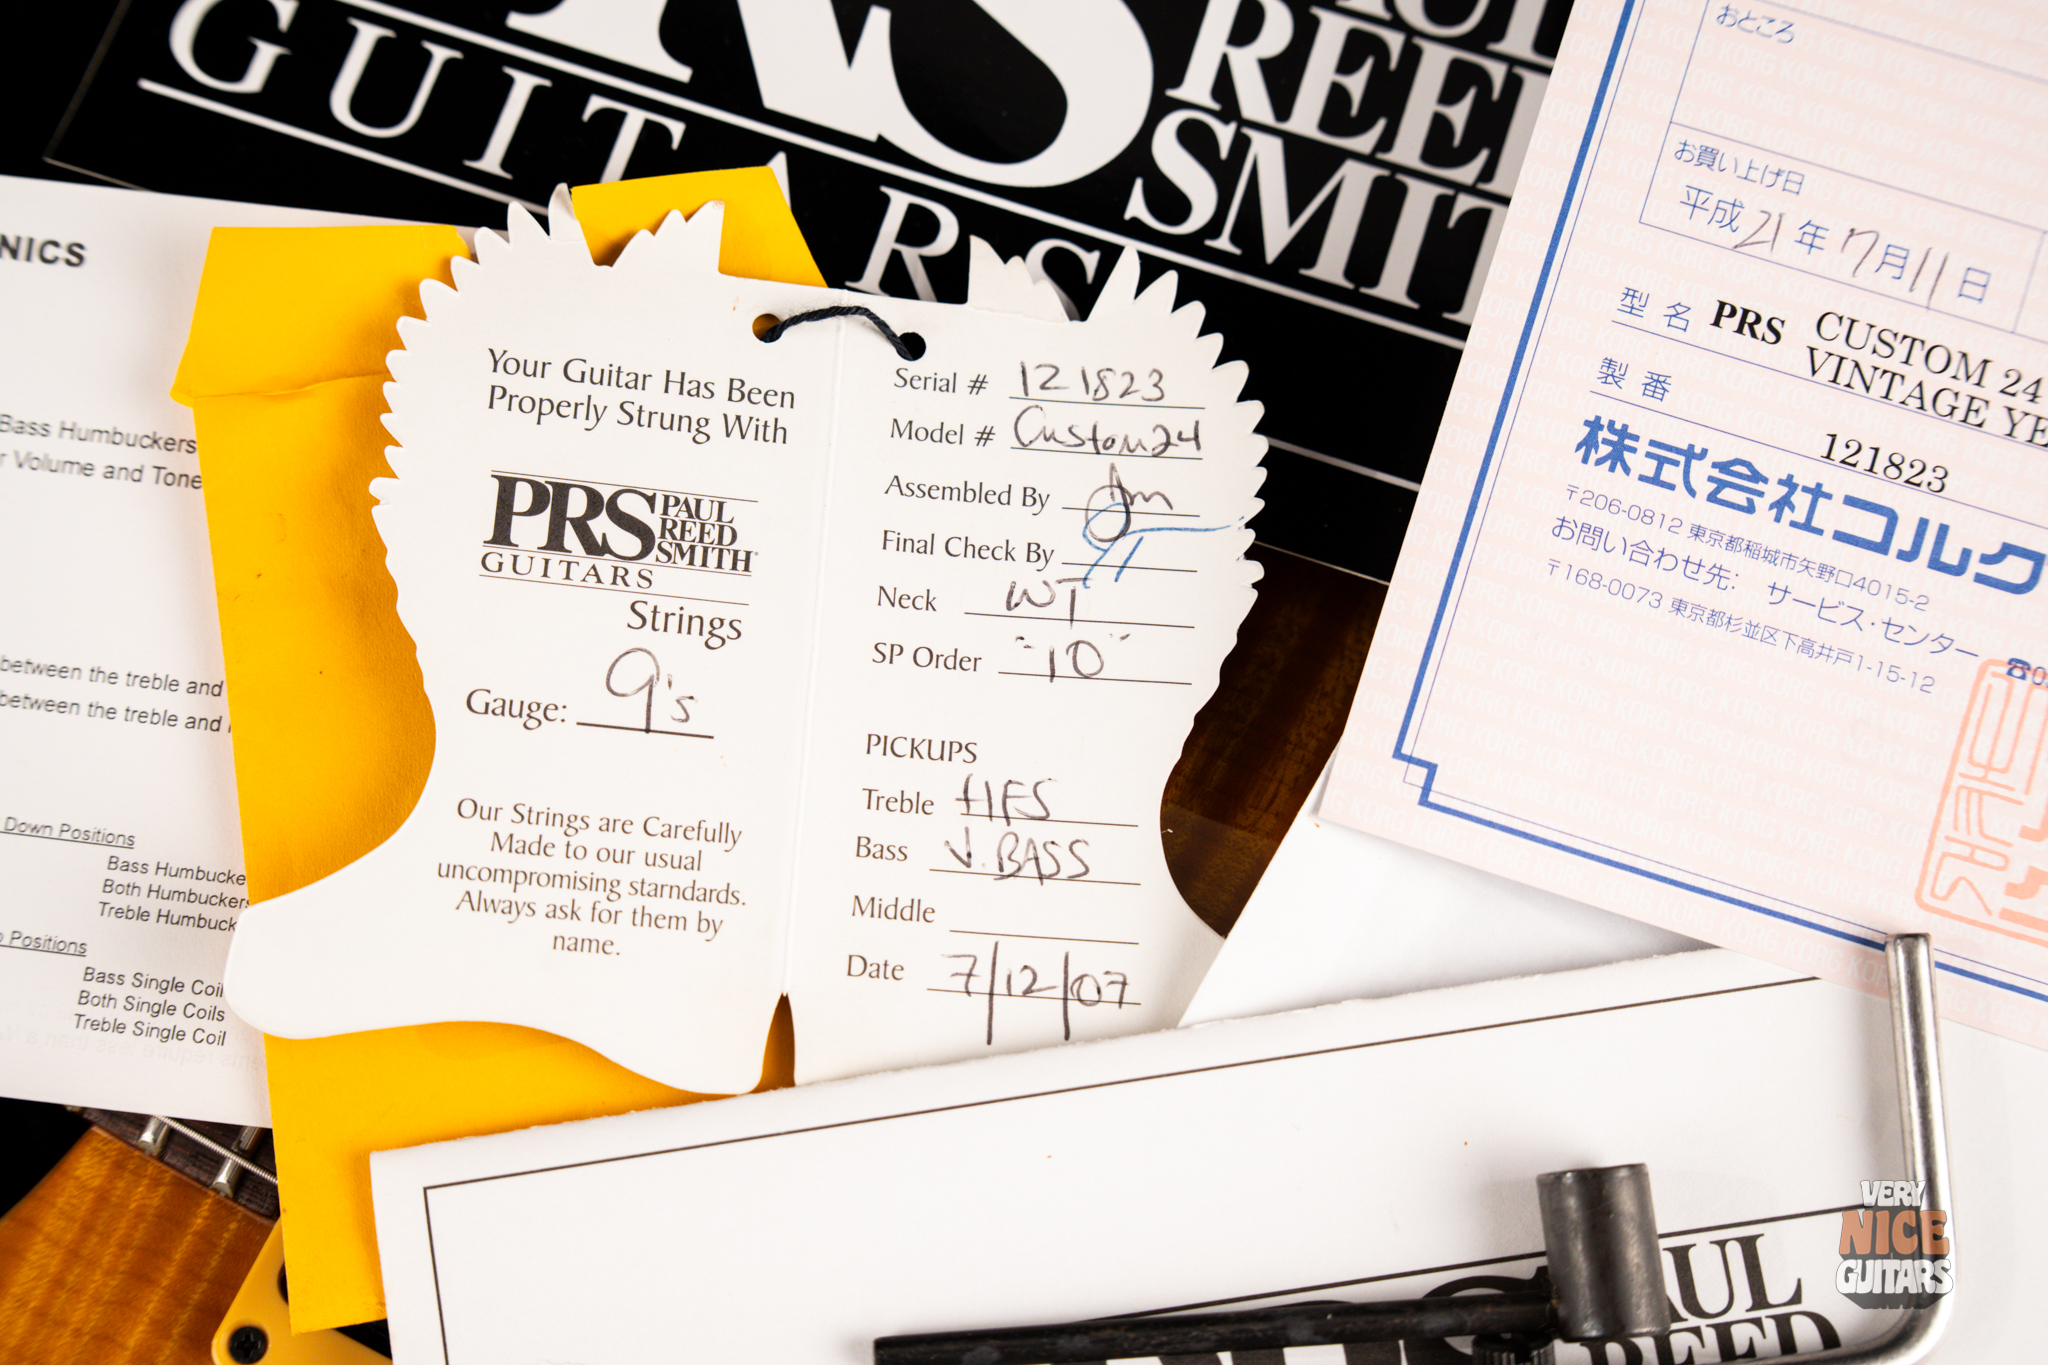 GUITARS
PAUL
REED
SMITH
NICS
Bass Humbuckers
Volume and Tone
between the treble and
between the treble and
Down Positions
Bass Humbucke
Both Humbuckers
Treble Humbuck
Positions
Bass Single Coil
Both Single Coils
Treble Single Coil
Your Guitar Has Been
Properly Strung With
PRS PAUL
REED
SMITH
GUITARS
Strings
Gauge: 9's
Our Strings are Carefully
Made to our usual
uncompromising starndards.
Always ask for them by
name.
Serial # 121823
Model # Custom 24
Assembled By
Final Check By
Neck WT
SP Order "10"
PICKUPS
Treble HFS
Bass V. BASS
Middle
Date 7/12/07
おところ
お買い上げ日
平成 21 年 7 月 11 日
型 名 PRS CUSTOM 24
VINTAGE YE
製 番
121823
株式会社コルグ
〒206-0812 東京都稲城市矢野口4015-2
お問い合わせ先: サービス・センター
〒168-0073 東京都杉並区下高井戸1-15-12
PAUL
REED
VERY
NICE
GUITARS